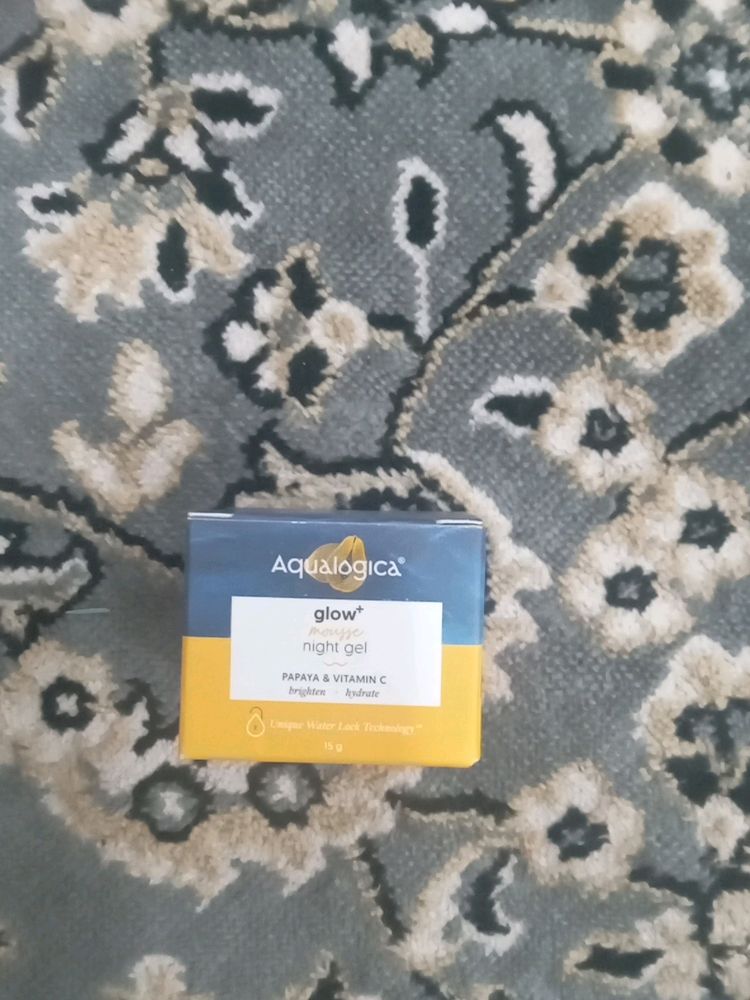 Aqualogica®
glow+
mousse
night gel
PAPAYA & VITAMIN C
brighten · hydrate
Unique Water Lock Technology™
15 g